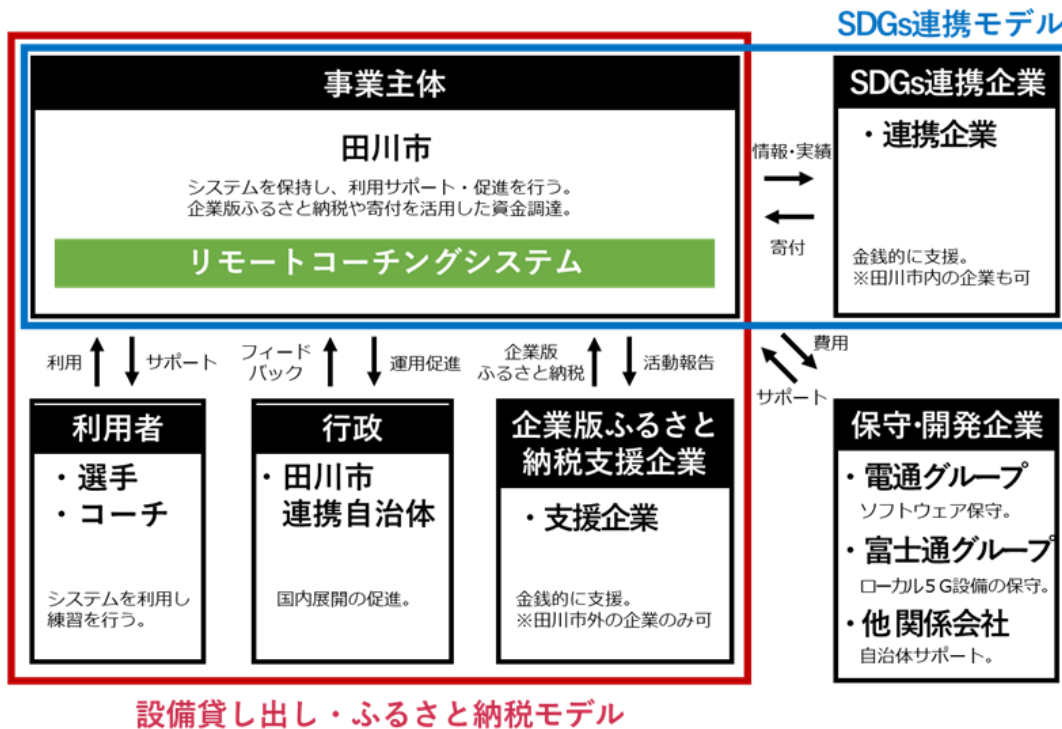 SDGs連携モデル
事業主体
田川市
システムを保持し、利用サポート・促進を行う。
企業版ふるさと納税や寄付を活用した資金調達。
リモートコーチングシステム
情報・実績
寄付
SDGs連携企業
・連携企業
金銭的に支援。
※田川市内の企業も可
利用
サポート
フィード
バック
運用促進
企業版
ふるさと納税
活動報告
費用
サポート
利用者
・選手
・コーチ
システムを利用し
練習を行う。
行政
・田川市
連携自治体
国内展開の促進。
企業版ふるさと
納税支援企業
・支援企業
金銭的に支援。
※田川市外の企業のみ可
保守・開発企業
・電通グループ
ソフトウェア保守。
・富士通グループ
ローカル5G設備の保守。
・他関係会社
自治体サポート。
設備貸し出し・ふるさと納税モデル